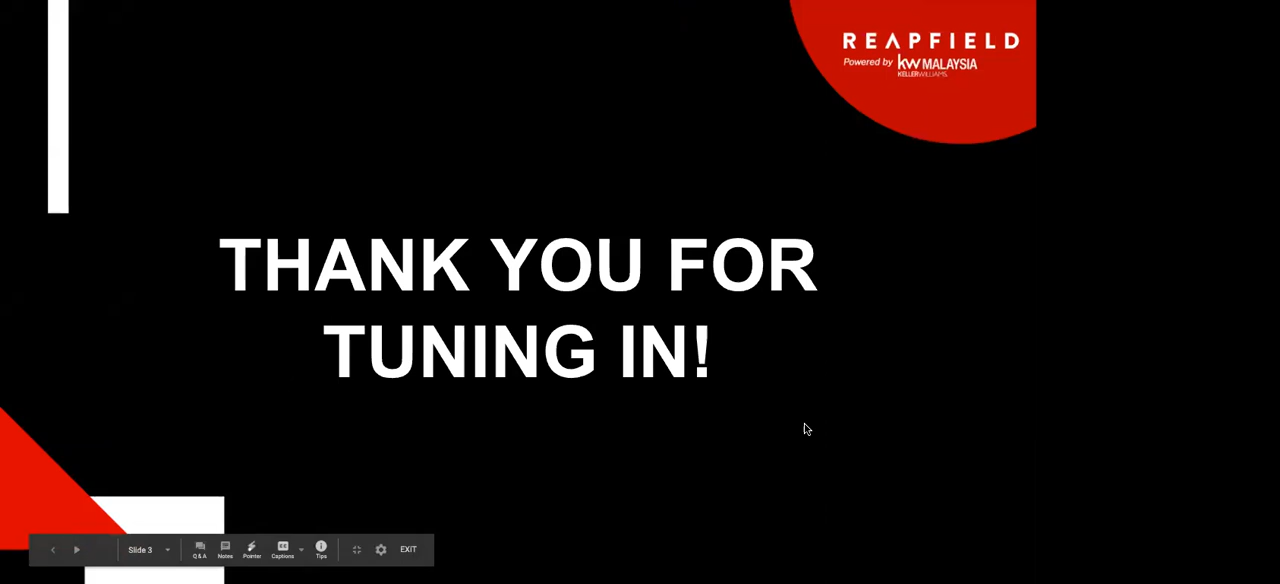 REAPFIELD
Powered by kw MALAYSIA
KELLERWILLIAMS
THANK YOU FOR
TUNING IN!
Slide 3
Q & A
Notes
Pointer
Captions
Tips
EXIT